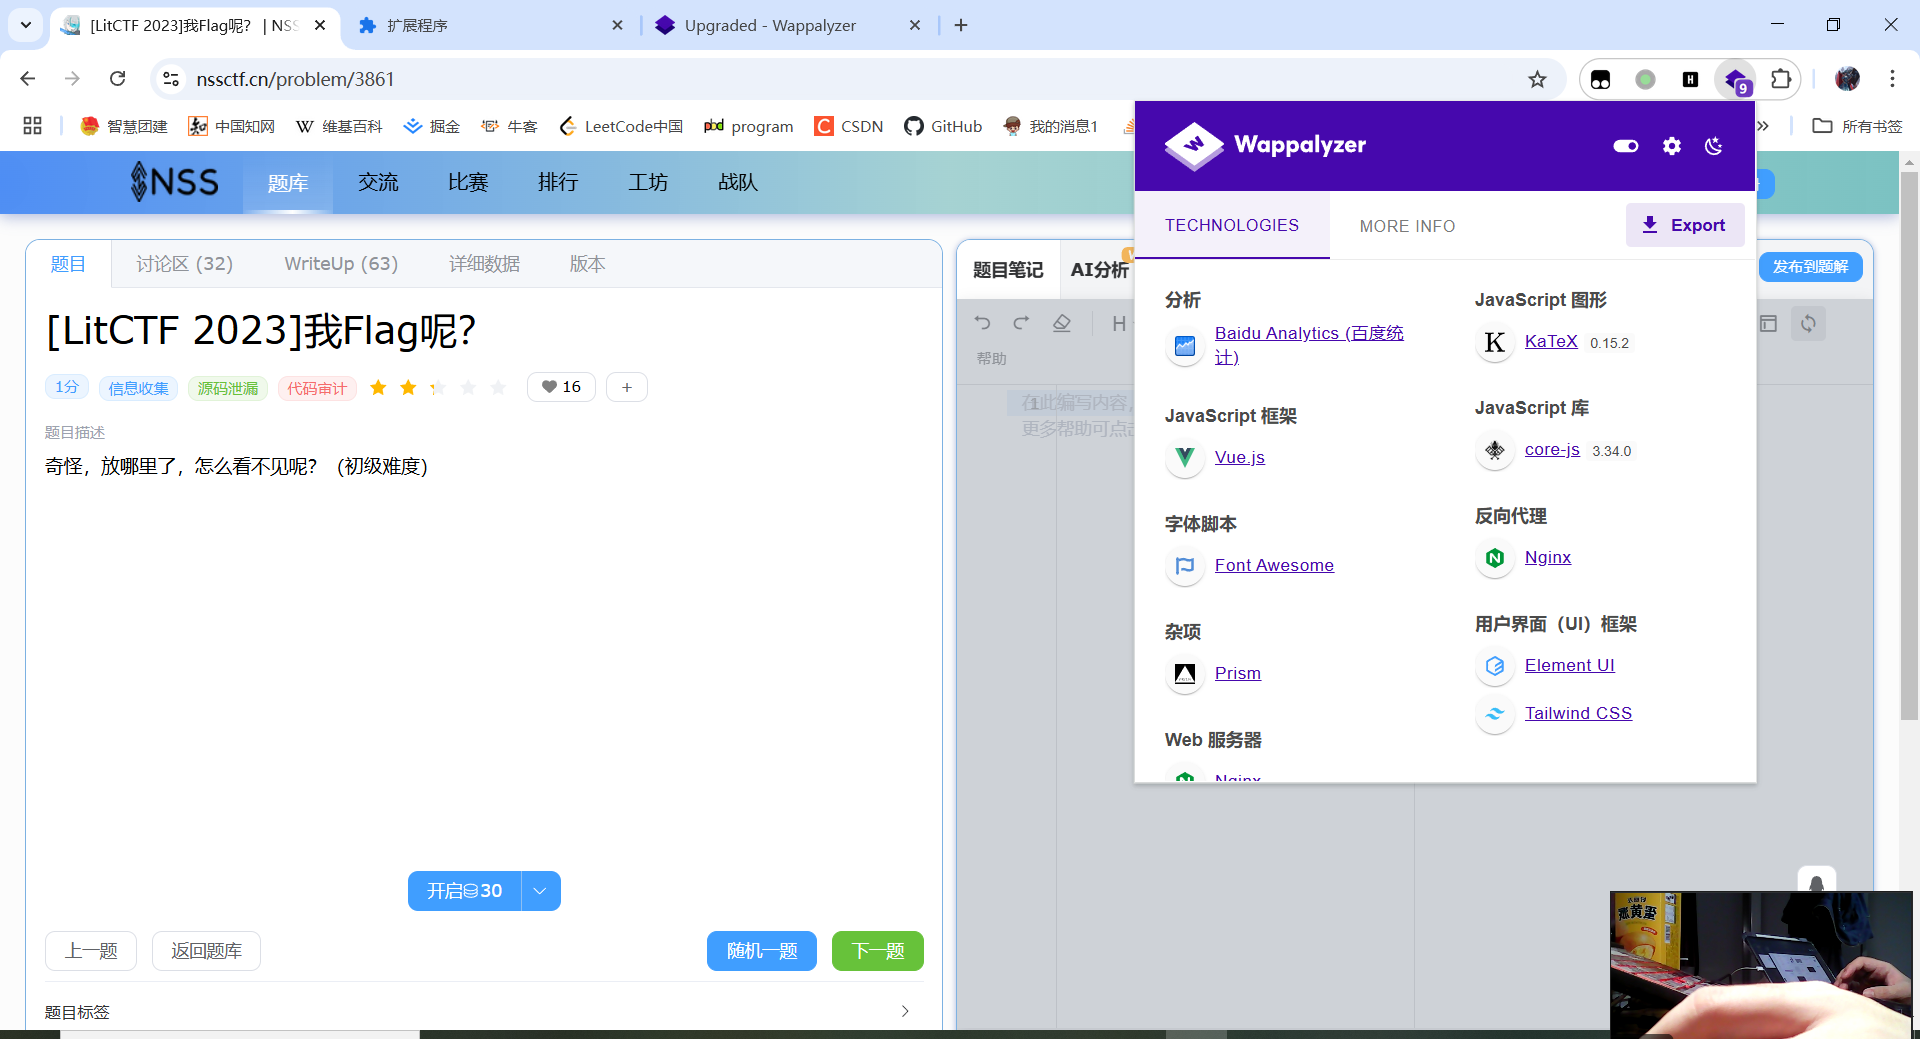 [LitCTF 2023]我Flag呢？ | NSS
扩展程序
Upgraded - Wappalyzer
nssctf.cn/problem/3861
9
智慧团建
中国知网
维基百科
掘金
牛客
LeetCode中国
pbd program
CSDN
GitHub
我的消息1
所有书签
NSS
题库
交流
比赛
排行
工坊
战队
题目
讨论区 (32)
WriteUp (63)
详细数据
版本
[LitCTF 2023]我Flag呢？
1分
信息收集
源码泄漏
代码审计
16
+
题目描述
奇怪，放哪里了，怎么看不见呢？（初级难度）
开启 30
上一题
返回题库
随机一题
下一题
题目标签
题目笔记
AI分析
发布到题解
H
帮助
1
在此编写内容，
更多帮助可点击
Wappalyzer
TECHNOLOGIES
MORE INFO
Export
分析
Baidu Analytics (百度统
计)
JavaScript 框架
Vue.js
字体脚本
Font Awesome
杂项
Prism
Web 服务器
Nginx
JavaScript 图形
KaTeX 0.15.2
JavaScript 库
core-js 3.34.0
反向代理
Nginx
用户界面（UI）框架
Element UI
Tailwind CSS